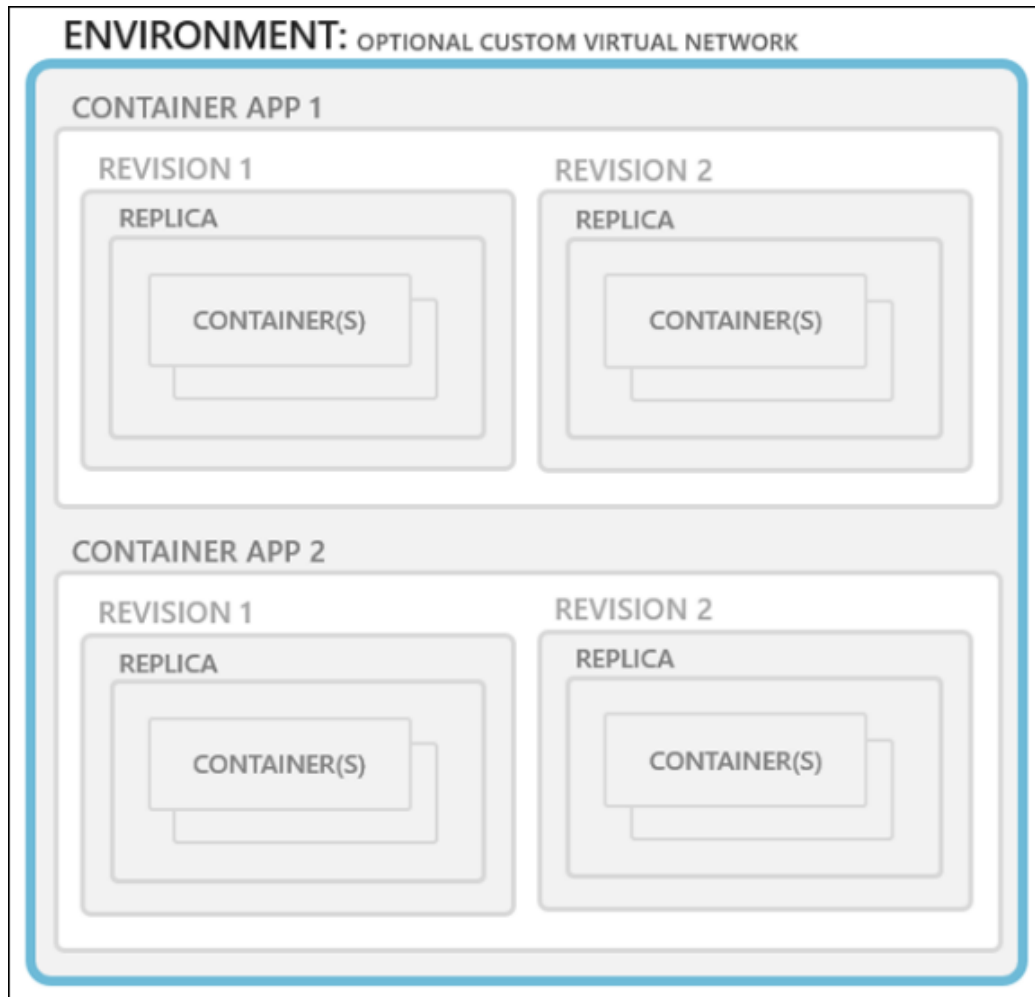 ENVIRONMENT: OPTIONAL CUSTOM VIRTUAL NETWORK
CONTAINER APP 1
REVISION 1
REPLICA
CONTAINER(S)
REVISION 2
REPLICA
CONTAINER(S)
CONTAINER APP 2
REVISION 1
REPLICA
CONTAINER(S)
REVISION 2
REPLICA
CONTAINER(S)